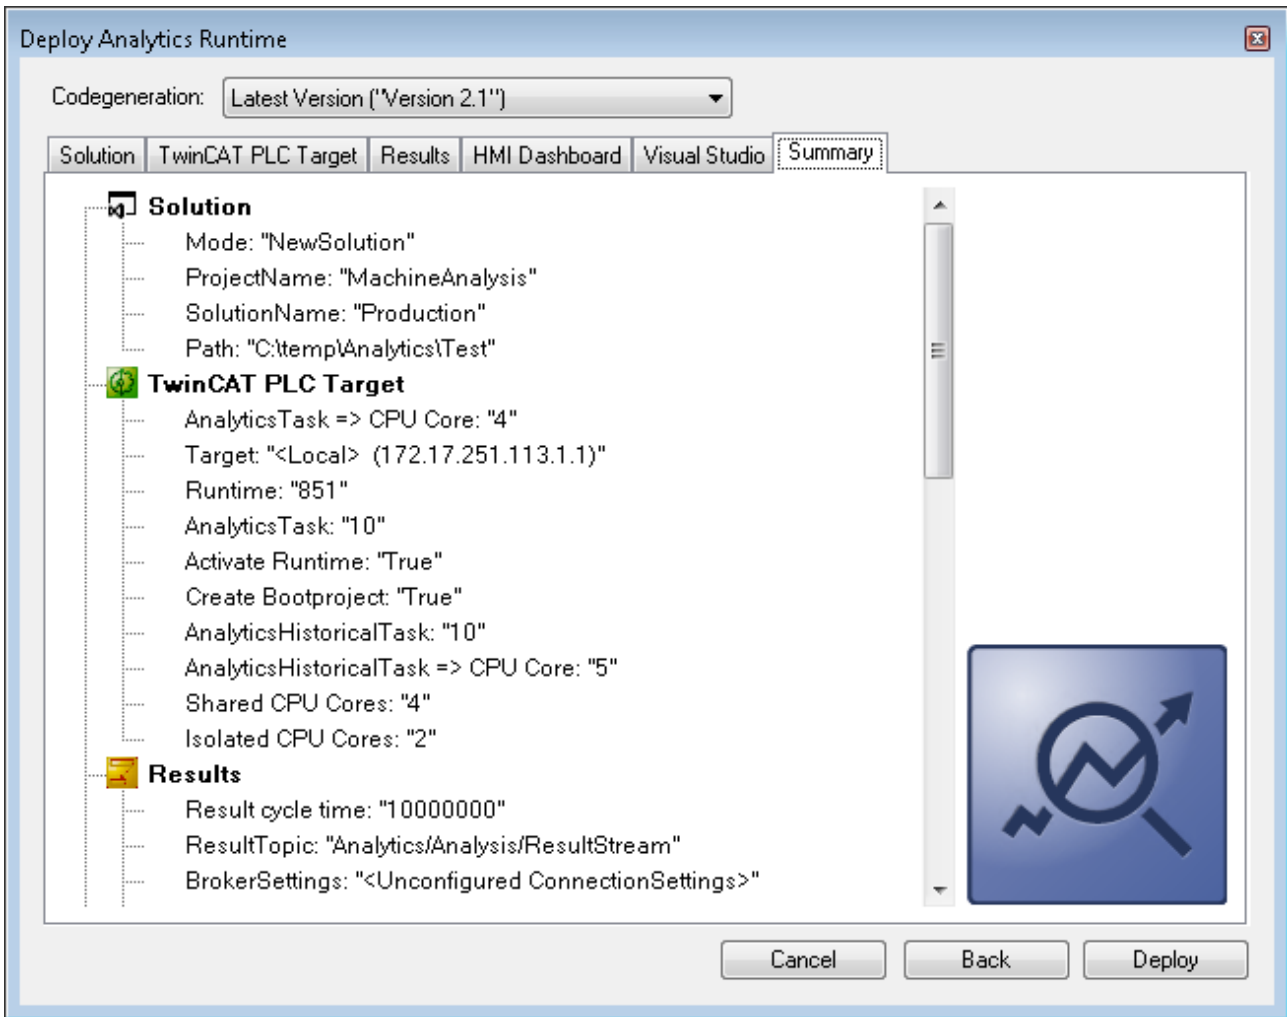 Deploy Analytics Runtime
Codegeneration: Latest Version ("Version 2.1")
Solution TwinCAT PLC Target Results HMI Dashboard Visual Studio Summary
Solution
Mode: "NewSolution"
ProjectName: "MachineAnalysis"
SolutionName: "Production"
Path: "C:\temp\Analytics\Test"
TwinCAT PLC Target
AnalyticsTask => CPU Core: "4"
Target: "<Local>  (172.17.251.113.1.1)"
Runtime: "851"
AnalyticsTask: "10"
Activate Runtime: "True"
Create Bootproject: "True"
AnalyticsHistoricalTask: "10"
AnalyticsHistoricalTask => CPU Core: "5"
Shared CPU Cores: "4"
Isolated CPU Cores: "2"
Results
Result cycle time: "10000000"
ResultTopic: "Analytics/Analysis/ResultStream"
BrokerSettings: "<Unconfigured ConnectionSettings>"
Cancel Back Deploy